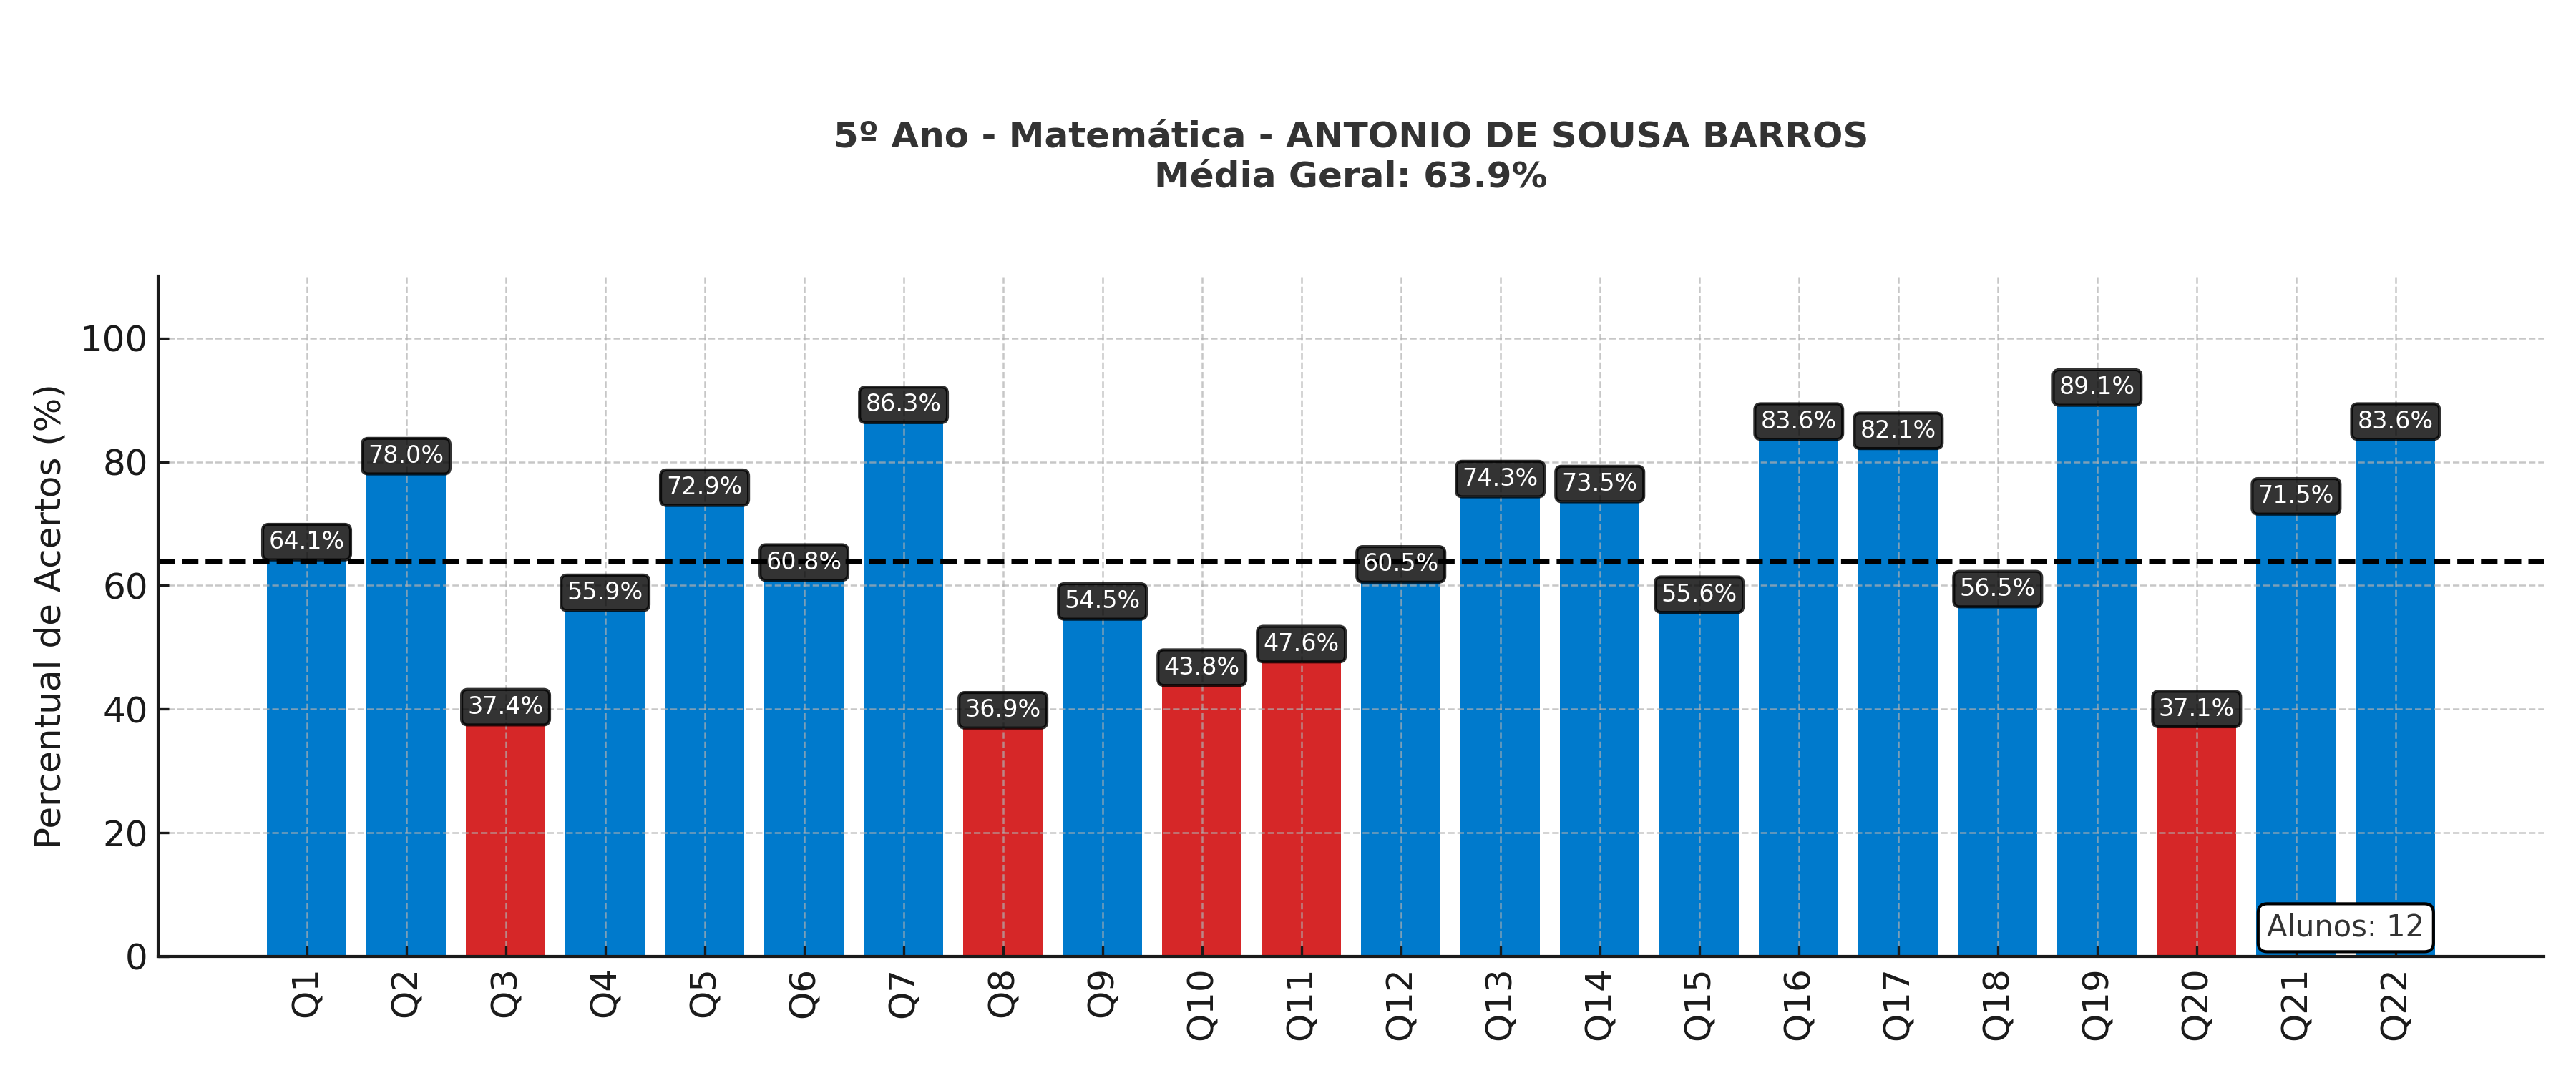 5º Ano - Matemática - ANTONIO DE SOUSA BARROS
Média Geral: 63.9%
Percentual de Acertos (%)
100
80
60
40
20
0
64.1%
78.0%
37.4%
55.9%
72.9%
60.8%
86.3%
36.9%
54.5%
43.8%
47.6%
60.5%
74.3%
73.5%
55.6%
83.6%
82.1%
56.5%
89.1%
37.1%
71.5%
83.6%
Alunos: 12
Q1
Q2
Q3
Q4
Q5
Q6
Q7
Q8
Q9
Q10
Q11
Q12
Q13
Q14
Q15
Q16
Q17
Q18
Q19
Q20
Q21
Q22